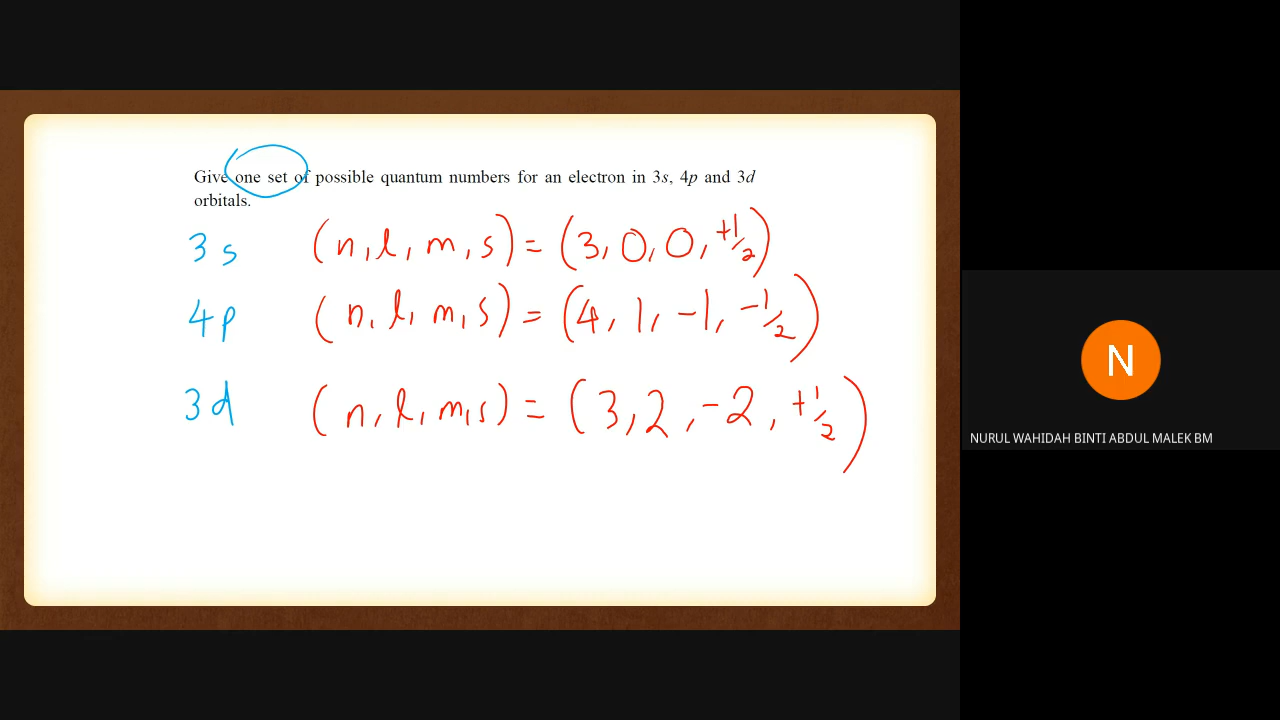 Give one set of possible quantum numbers for an electron in 3s, 4p and 3d
orbitals.
3s (n, l, m, s) = (3, 0, 0, +1/2)
4p (n, l, m, s) = (4, 1, -1, -1/2)
3d (n, l, m, s) = (3, 2, -2, +1/2)
N
NURUL WAHIDAH BINTI ABDUL MALEK BM